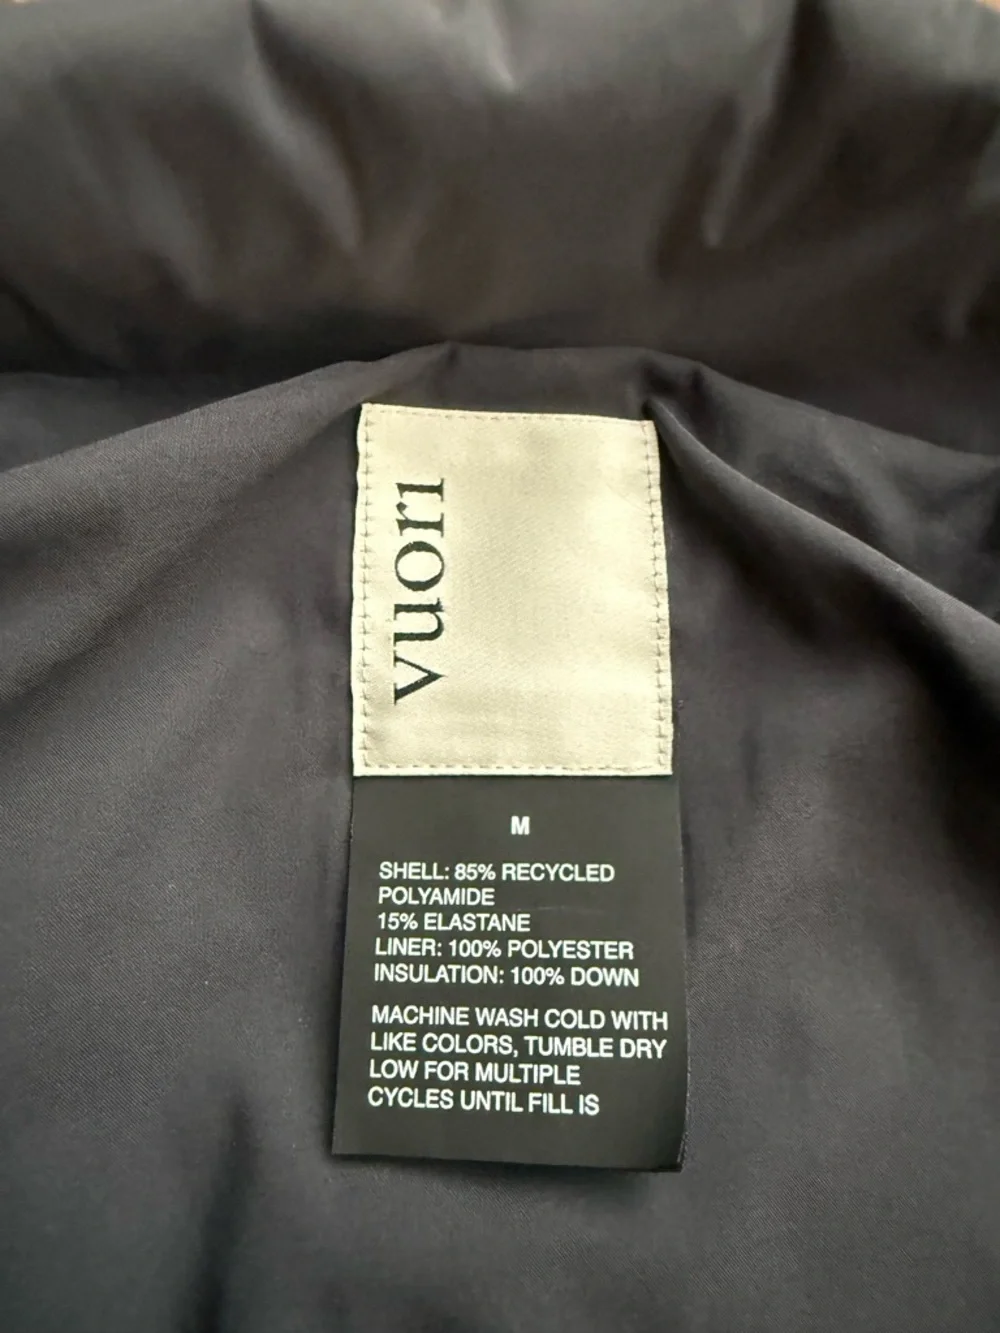 vuori
M
SHELL: 85% RECYCLED
POLYAMIDE
15% ELASTANE
LINER: 100% POLYESTER
INSULATION: 100% DOWN
MACHINE WASH COLD WITH
LIKE COLORS, TUMBLE DRY
LOW FOR MULTIPLE
CYCLES UNTIL FILL IS